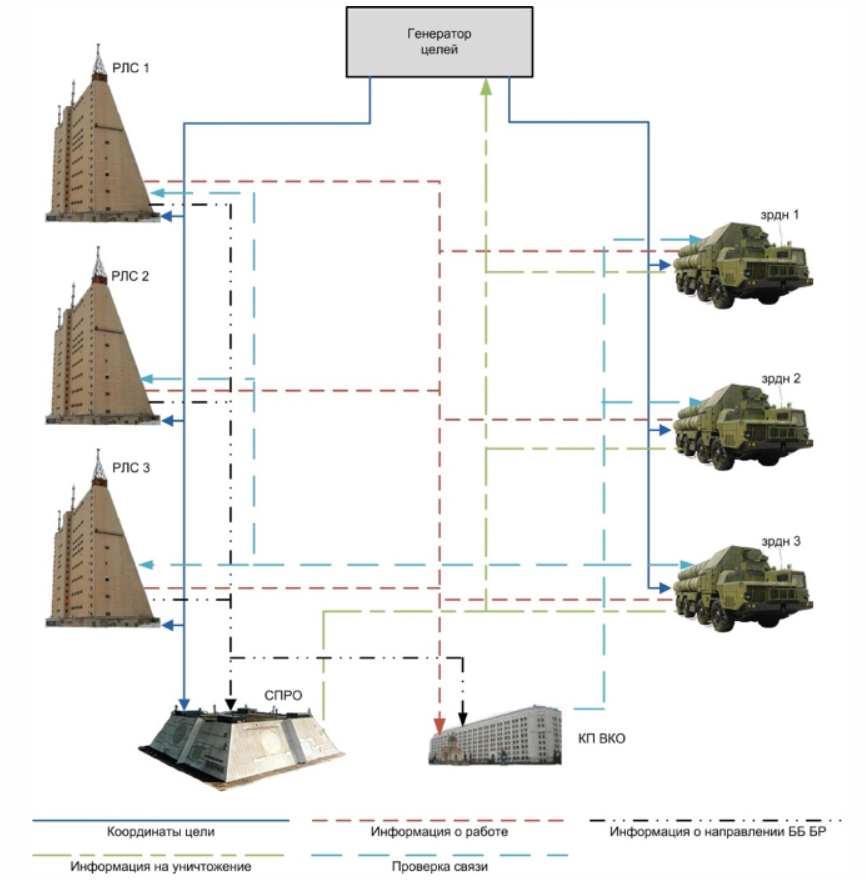 Генератор
целей
РЛС 1
зрдн 1
РЛС 2
зрдн 2
РЛС 3
зрдн 3
СПРО
КП ВКО
Координаты цели
Информация о работе
Информация о направлении ББ БР
Информация на уничтожение
Проверка связи